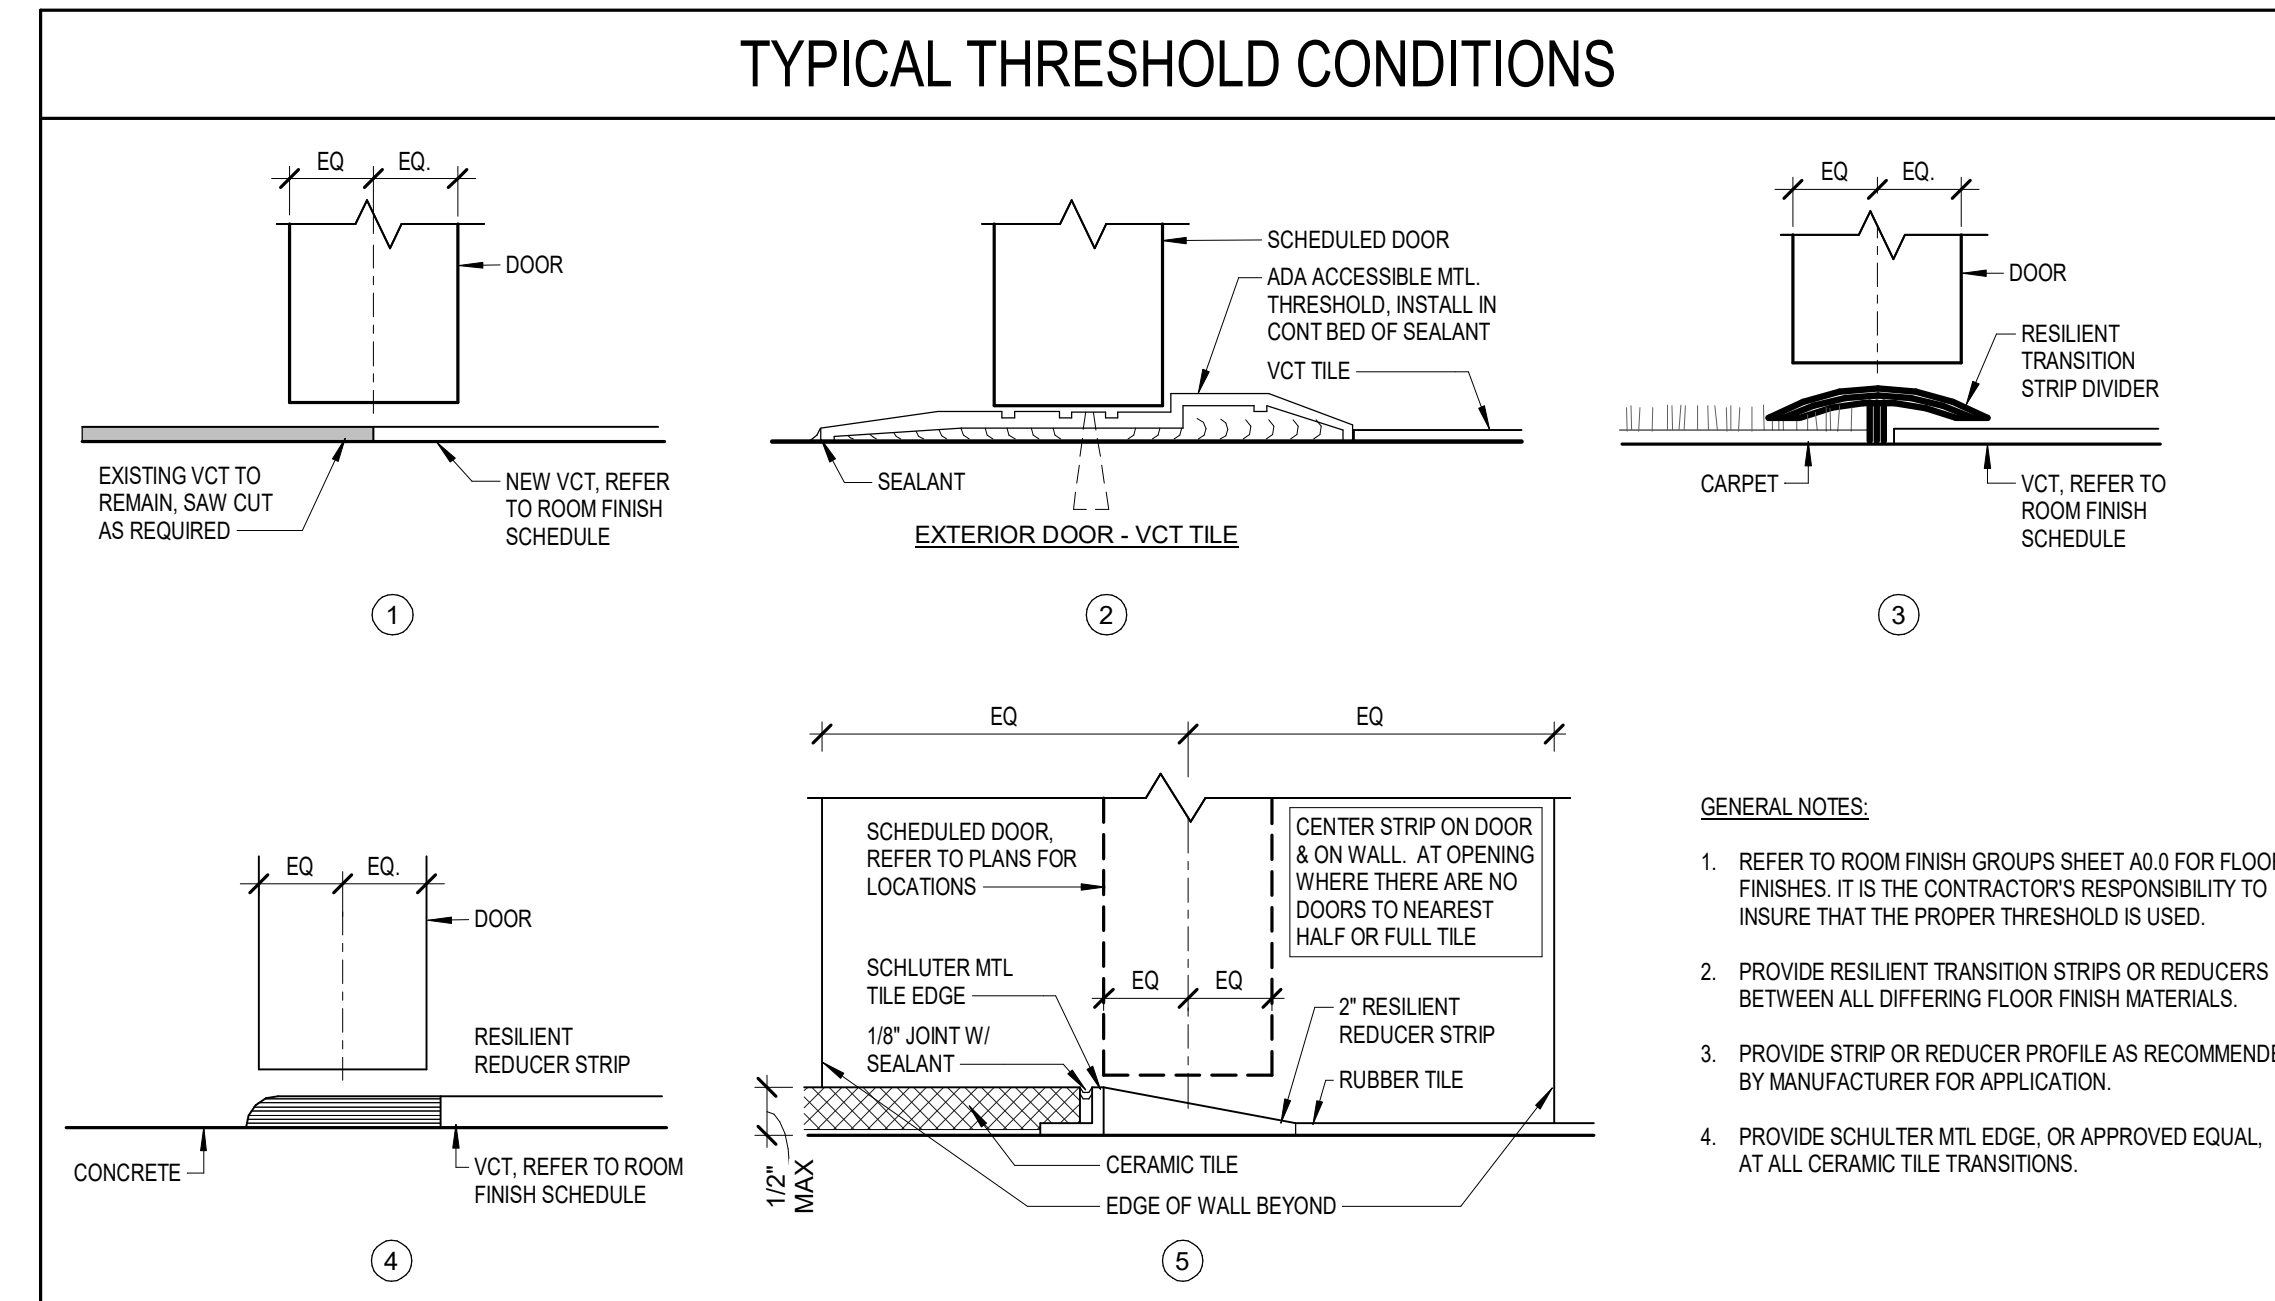 TYPICAL THRESHOLD CONDITIONS
EQ EQ.
DOOR
EXISTING VCT TO
REMAIN, SAW CUT
AS REQUIRED
NEW VCT, REFER
TO ROOM FINISH
SCHEDULE
1
SCHEDULED DOOR
ADA ACCESSIBLE MTL.
THRESHOLD, INSTALL IN
CONT BED OF SEALANT
VCT TILE
SEALANT
EXTERIOR DOOR - VCT TILE
2
EQ EQ.
DOOR
RESILIENT
TRANSITION
STRIP DIVIDER
CARPET
VCT, REFER TO
ROOM FINISH
SCHEDULE
3
EQ EQ.
DOOR
RESILIENT
REDUCER STRIP
CONCRETE
VCT, REFER TO ROOM
FINISH SCHEDULE
4
EQ EQ
SCHEDULED DOOR,
REFER TO PLANS FOR
LOCATIONS
CENTER STRIP ON DOOR
& ON WALL. AT OPENING
WHERE THERE ARE NO
DOORS TO NEAREST
HALF OR FULL TILE
SCHLUTER MTL
TILE EDGE
EQ EQ
1/8" JOINT W/
SEALANT
2" RESILIENT
REDUCER STRIP
RUBBER TILE
1/2"
MAX
CERAMIC TILE
EDGE OF WALL BEYOND
5
GENERAL NOTES:
1. REFER TO ROOM FINISH GROUPS SHEET A0.0 FOR FLOOR
FINISHES. IT IS THE CONTRACTOR'S RESPONSIBILITY TO
INSURE THAT THE PROPER THRESHOLD IS USED.
2. PROVIDE RESILIENT TRANSITION STRIPS OR REDUCERS
BETWEEN ALL DIFFERING FLOOR FINISH MATERIALS.
3. PROVIDE STRIP OR REDUCER PROFILE AS RECOMMENDE
BY MANUFACTURER FOR APPLICATION.
4. PROVIDE SCHULTER MTL EDGE, OR APPROVED EQUAL,
AT ALL CERAMIC TILE TRANSITIONS.